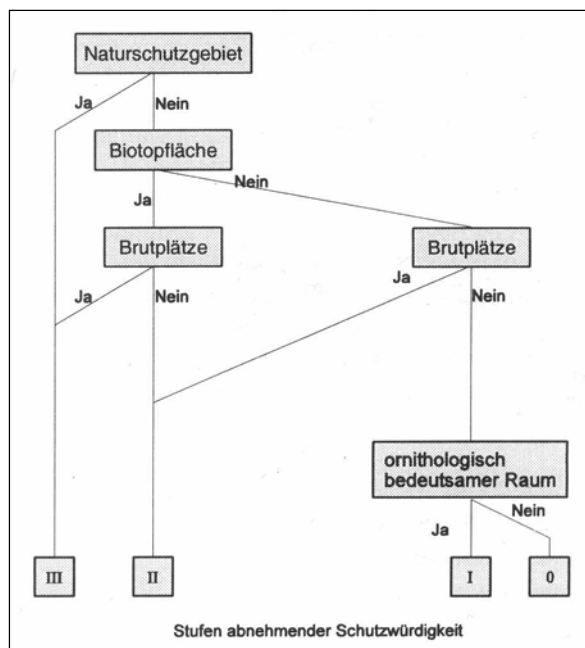 Naturschutzgebiet
Ja
Nein
Biotopfläche
Nein
Ja
Brutplätze
Brutplätze
Ja
Nein
Ja
Nein
ornithologisch
bedeutsamer Raum
Ja
Nein
III
II
I
0
Stufen abnehmender Schutzwürdigkeit